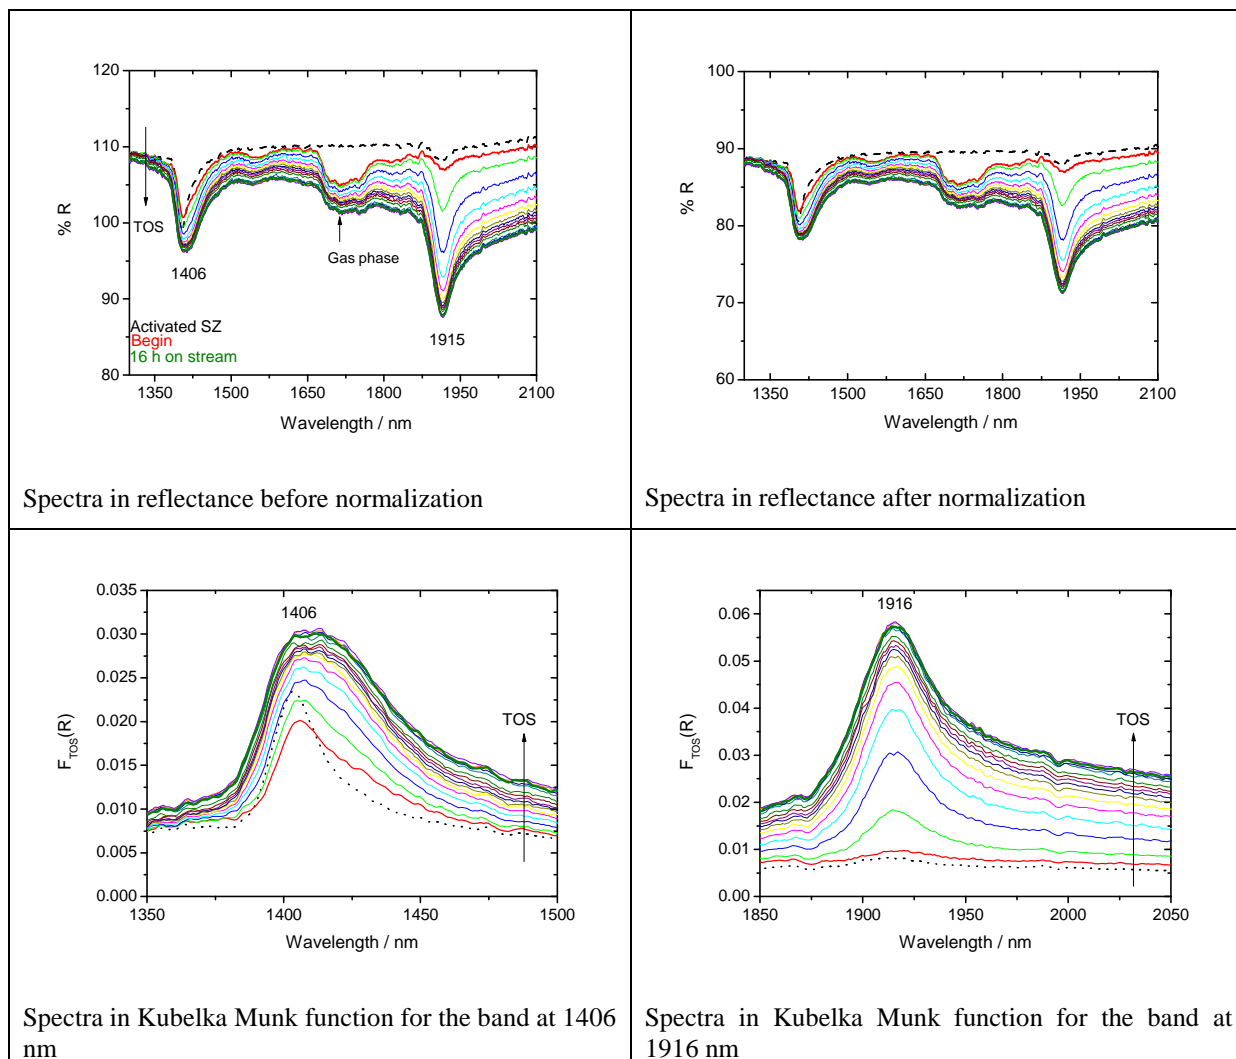 120
110
100
90
80
% R
TOS
1406
Gas phase
1915
Activated SZ
Begin
16 h on stream
1350 1500 1650 1800 1950 2100
Wavelength / nm
Spectra in reflectance before normalization
100
90
80
70
60
% R
1350 1500 1650 1800 1950 2100
Wavelength / nm
Spectra in reflectance after normalization
0.035
0.030
0.025
0.020
0.015
0.010
0.005
0.000
F_TOS(R)
1406
TOS
1350 1400 1450 1500
Wavelength / nm
Spectra in Kubelka Munk function for the band at 1406
nm
0.06
0.05
0.04
0.03
0.02
0.01
0.00
F_TOS(R)
1916
TOS
1850 1900 1950 2000 2050
Wavelength / nm
Spectra in Kubelka Munk function for the band at
1916 nm